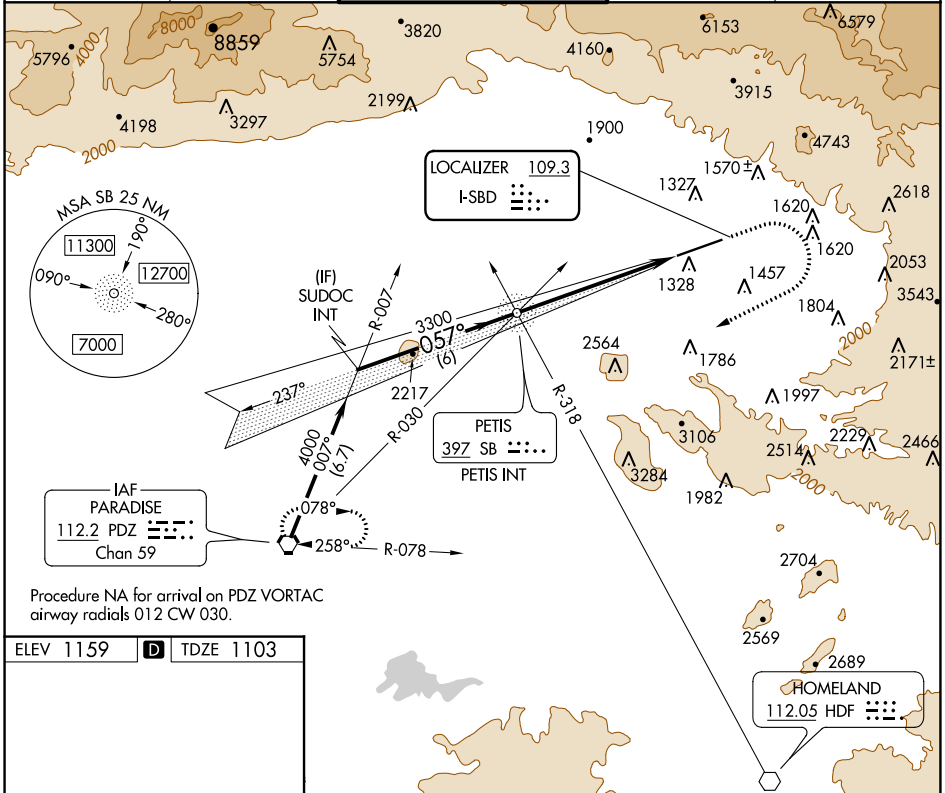 8000
8859
5796
4000
5754
3820
4160
6153
6579
3915
4198
3297
2199
2000
1900
4743
LOCALIZER 109.3
I-SBD
1327
1570±
2618
1620
1620
MSA SB 25 NM
11300
190°
12700
090°
280°
7000
(IF)
SUDOC
INT
R-007
3300
057°
(6)
1328
1457
2053
3543
1804
2000
2171±
237°
2217
R-030
2564
1786
R-318
1997
PETIS
397 SB
PETIS INT
3106
3284
1982
2514
2229
2466
2000
4000
007°
(6.7)
IAF
PARADISE
112.2 PDZ
Chan 59
078°
258°
R-078
2704
Procedure NA for arrival on PDZ VORTAC
airway radials 012 CW 030.
2569
2689
ELEV 1159 D TDZE 1103
HOMELAND
112.05 HDF